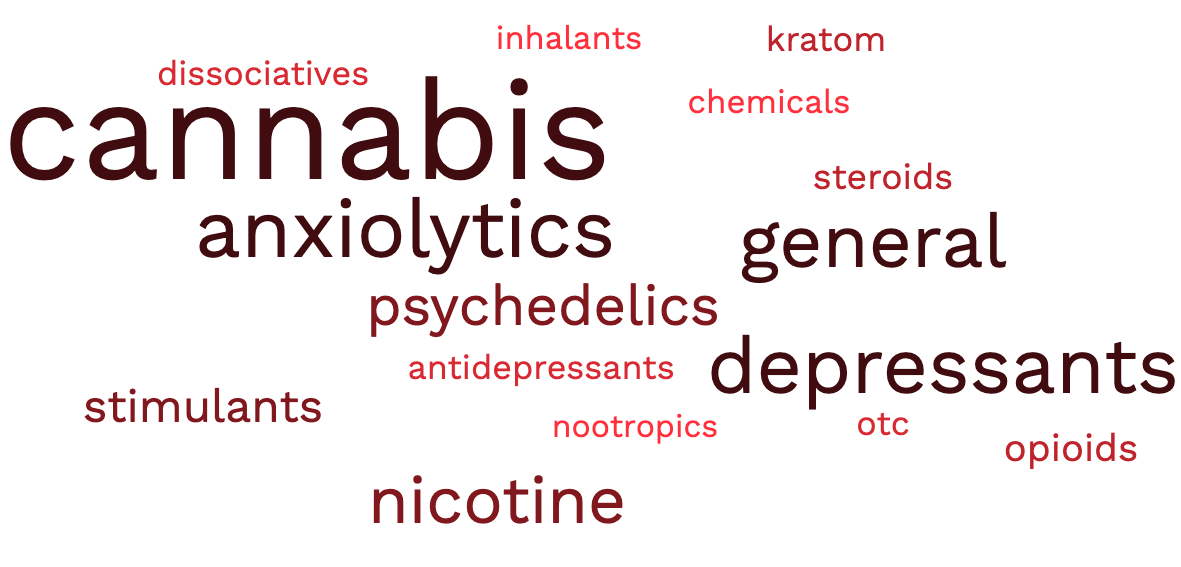 inhalants
kratom
dissociatives
chemicals
cannabis
steroids
anxiolytics
general
psychedelics
antidepressants
depressants
stimulants
nootropics
otc
opioids
nicotine